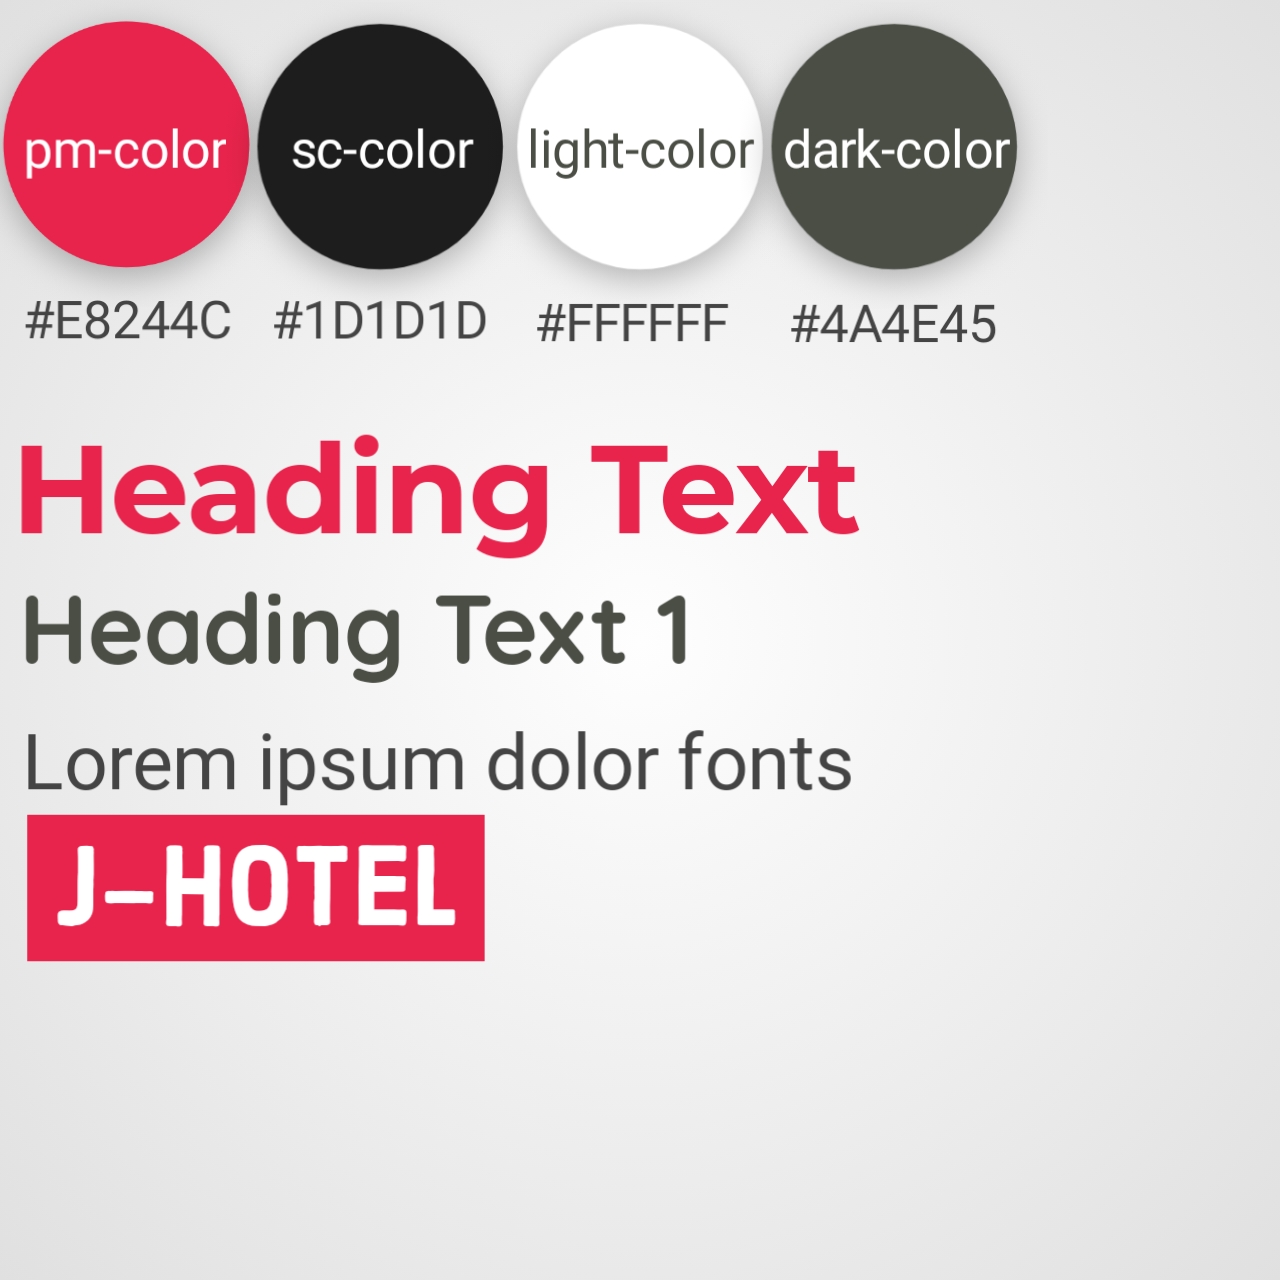 pm-color sc-color light-color dark-color
#E8244C #1D1D1D #FFFFFF #4A4E45
Heading Text
Heading Text 1
Lorem ipsum dolor fonts
J-HOTEL